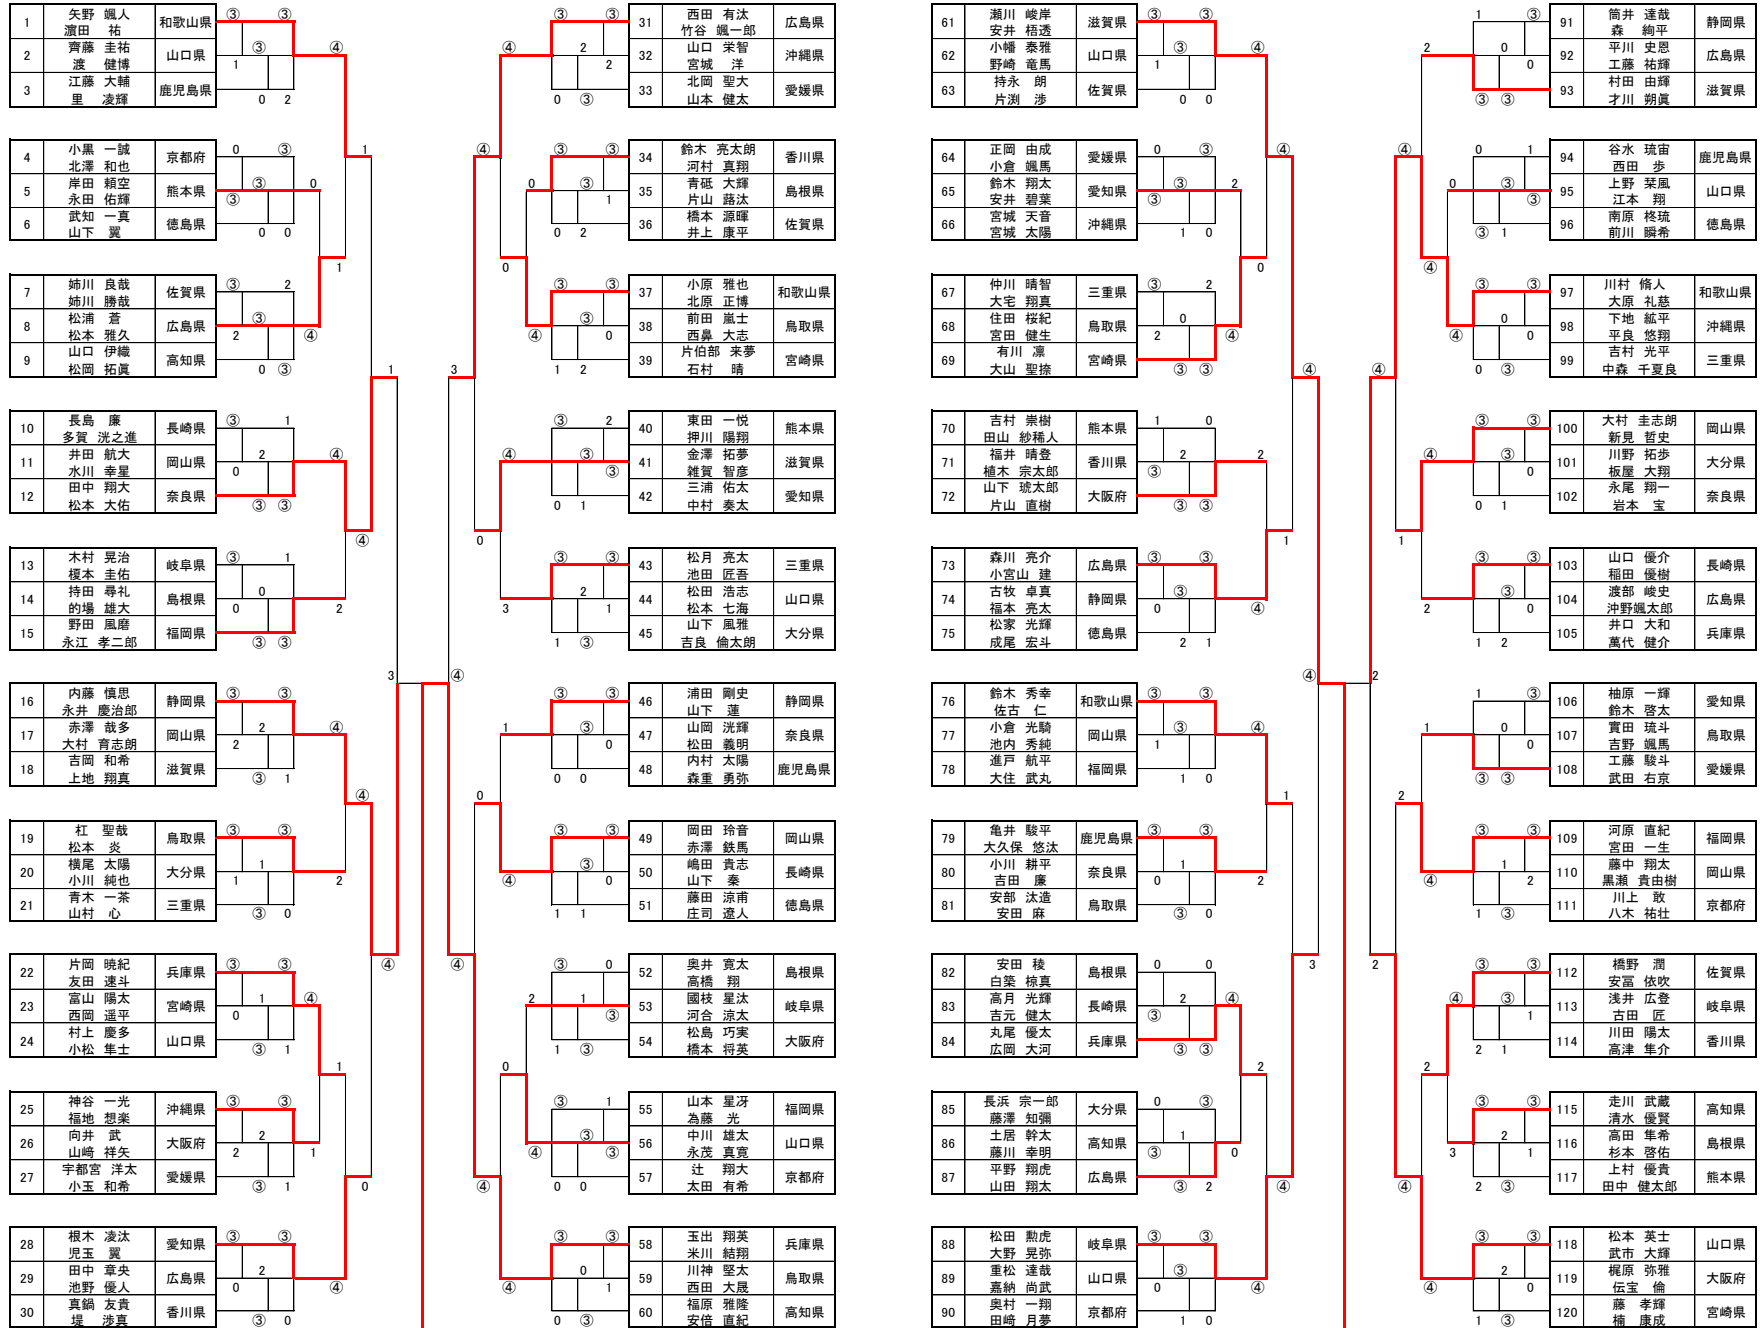 1 矢野 颯人 濵田 祐 和歌山県
2 齊藤 圭祐 渡 健博 山口県
3 江藤 大輔 里 凌輝 鹿児島県
4 小黒 一誠 北澤 和也 京都府
5 岸田 頼空 永田 佑輝 熊本県
6 武知 一真 山下 翼 徳島県
7 姉川 良哉 姉川 勝哉 佐賀県
8 松浦 蒼 松本 雅久 広島県
9 山口 伊織 松岡 拓眞 高知県
10 長島 廉 多賀 洸之進 長崎県
11 井田 航大 水川 幸星 岡山県
12 田中 翔大 松本 大佑 奈良県
13 木村 晃治 榎本 圭佑 岐阜県
14 持田 尋礼 的場 雄大 島根県
15 野田 風磨 永江 孝二郎 福岡県
16 内藤 慎思 永井 慶治郎 静岡県
17 赤澤 哉多 大村 育志朗 岡山県
18 吉岡 和希 上地 翔真 滋賀県
19 杠 聖哉 松本 炎 鳥取県
20 横尾 太陽 小川 純也 大分県
21 青木 一茶 山村 心 三重県
22 片岡 暁紀 友田 速斗 兵庫県
23 富山 陽太 西岡 遥平 宮崎県
24 村上 慶多 小松 隼士 山口県
25 神谷 一光 福地 想楽 沖縄県
26 向井 武 山﨑 祥矢 大阪府
27 宇都宮 洋太 小玉 和希 愛媛県
28 根木 凌汰 児玉 翼 愛知県
29 田中 章央 池野 優人 広島県
30 真鍋 友貴 堤 渉真 香川県
31 西田 有汰 竹谷 颯一郎 広島県
32 山口 栄智 宮城 洋 沖縄県
33 北岡 聖大 山本 健太 愛媛県
34 鈴木 亮太朗 河村 真翔 香川県
35 青砥 大輝 片山 蕗汰 島根県
36 橋本 源暉 井上 康平 佐賀県
37 小原 雅也 北原 正博 和歌山県
38 前田 嵐士 西鼻 大志 鳥取県
39 片伯部 来夢 石村 晴 宮崎県
40 東田 一悦 押川 陽翔 熊本県
41 金澤 拓夢 雑賀 智彦 滋賀県
42 三浦 佑太 中村 奏太 愛知県
43 松月 亮太 池田 匠吾 三重県
44 松田 浩志 松本 七海 山口県
45 山下 風雅 吉良 倫太朗 大分県
46 浦田 剛史 山下 蓮 静岡県
47 山岡 洸輝 松田 義明 奈良県
48 内村 太陽 森重 勇弥 鹿児島県
49 岡田 玲音 赤澤 鉄馬 岡山県
50 嶋田 貴志 山下 秦 長崎県
51 藤田 涼甫 庄司 遼人 徳島県
52 奥井 寛太 高橋 翔 島根県
53 國枝 星汰 河合 涼太 岐阜県
54 松島 巧実 橋本 将英 大阪府
55 山本 星冴 為藤 光 福岡県
56 中川 雄太 永茂 真寛 山口県
57 辻 翔大 太田 有希 京都府
58 玉出 翔英 米川 結翔 兵庫県
59 川神 堅太 西田 大晟 鳥取県
60 福原 雅隆 安倍 直紀 高知県
61 瀬川 崚岸 安井 梧透 滋賀県
62 小幡 泰雅 野崎 竜馬 山口県
63 持永 朗 片渕 渉 佐賀県
64 正岡 由成 小倉 颯馬 愛媛県
65 鈴木 翔太 安井 碧葉 愛知県
66 宮城 天音 宮城 太陽 沖縄県
67 仲川 晴智 大宅 翔真 三重県
68 住田 桜紀 宮田 健生 鳥取県
69 有川 凛 大山 聖捺 宮崎県
70 吉村 崇樹 田山 紗稀人 熊本県
71 福井 晴登 植木 宗太郎 香川県
72 山下 琥太郎 片山 直樹 大阪府
73 森川 亮介 小宮山 建 広島県
74 古牧 卓真 福本 亮太 静岡県
75 松家 光輝 成尾 宏斗 徳島県
76 鈴木 秀幸 佐古 仁 和歌山県
77 小倉 光騎 池内 秀純 岡山県
78 進戸 航平 大住 武丸 福岡県
79 亀井 駿平 大久保 悠汰 鹿児島県
80 小川 耕平 吉田 廉 奈良県
81 安部 汰造 安田 麻 鳥取県
82 安田 稜 白築 椋真 島根県
83 高月 光輝 吉元 健太 長崎県
84 丸尾 優太 広岡 大河 兵庫県
85 長浜 宗一郎 藤澤 知彌 大分県
86 土居 幹太 藤川 幸明 高知県
87 平野 翔虎 山田 翔太 広島県
88 松田 勲虎 大野 晃弥 岐阜県
89 重松 達哉 嘉納 尚武 山口県
90 奥村 一翔 田﨑 月夢 京都府
91 筒井 達哉 森 絢平 静岡県
92 平川 史恩 工藤 祐輝 広島県
93 村田 由輝 才川 朔眞 滋賀県
94 谷水 琉宙 西田 歩 鹿児島県
95 上野 栞風 江本 翔 山口県
96 南原 柊琉 前川 瞬希 徳島県
97 川村 脩人 大原 礼慈 和歌山県
98 下地 紘平 平良 悠翔 沖縄県
99 吉村 光平 中森 千夏良 三重県
100 大村 圭志朗 新見 哲史 岡山県
101 川野 拓歩 板屋 大翔 大分県
102 永尾 翔一 岩本 宝 奈良県
103 山口 優介 稲田 優樹 長崎県
104 渡部 峻史 沖野颯太郎 広島県
105 井口 大和 萬代 健介 兵庫県
106 柚原 一輝 鈴木 啓太 愛知県
107 實田 琉斗 吉野 颯馬 鳥取県
108 工藤 駿斗 武田 右京 愛媛県
109 河原 直紀 宮田 一生 福岡県
110 藤中 翔太 黒瀬 貴由樹 岡山県
111 川上 敢 八木 祐壮 京都府
112 橋野 潤 安冨 依吹 佐賀県
113 浅井 広登 古田 匠 岐阜県
114 川田 陽太 高津 隼介 香川県
115 走川 武蔵 清水 優賢 高知県
116 高田 隼希 杉本 啓佑 島根県
117 上村 優貴 田中 健太郎 熊本県
118 松本 英士 武市 大輝 山口県
119 梶原 弥雅 伝宝 倫 大阪府
120 藤 孝輝 楠 康成 宮崎県